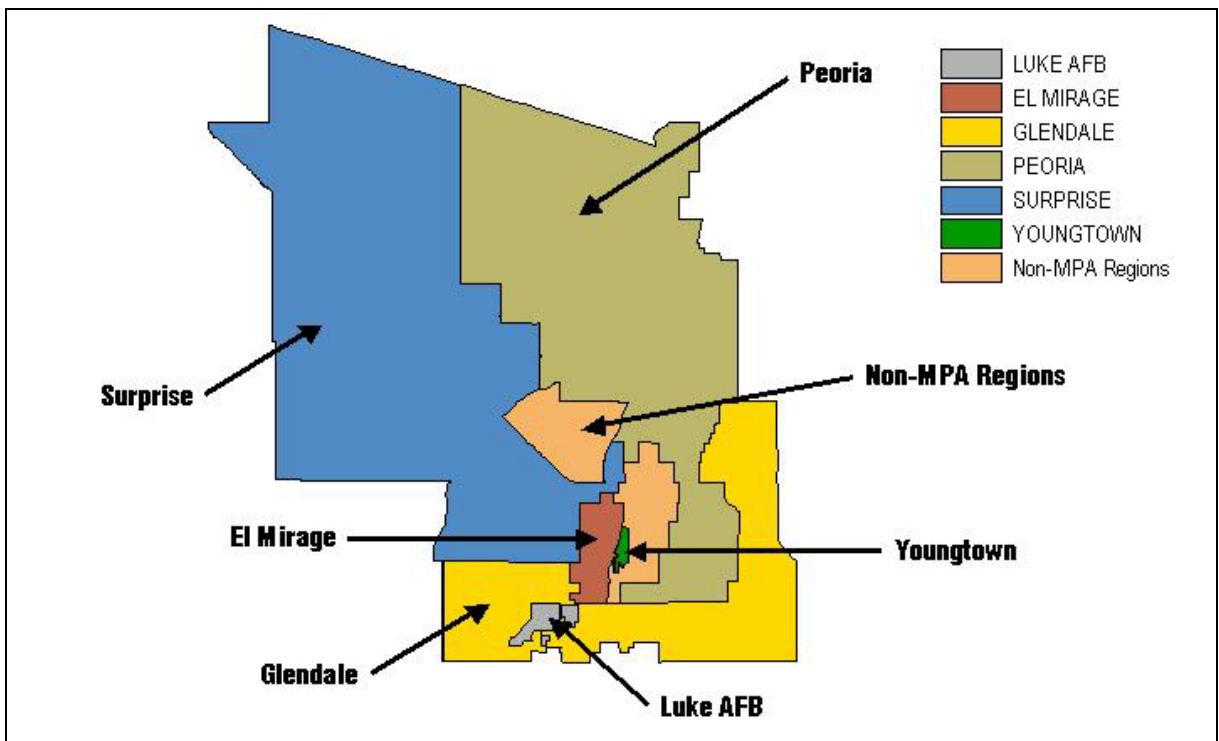 Peoria
LUKE AFB
EL MIRAGE
GLENDALE
PEORIA
SURPRISE
YOUNGTOWN
Non-MPA Regions
Non-MPA Regions
Surprise
El Mirage
Youngtown
Glendale
Luke AFB